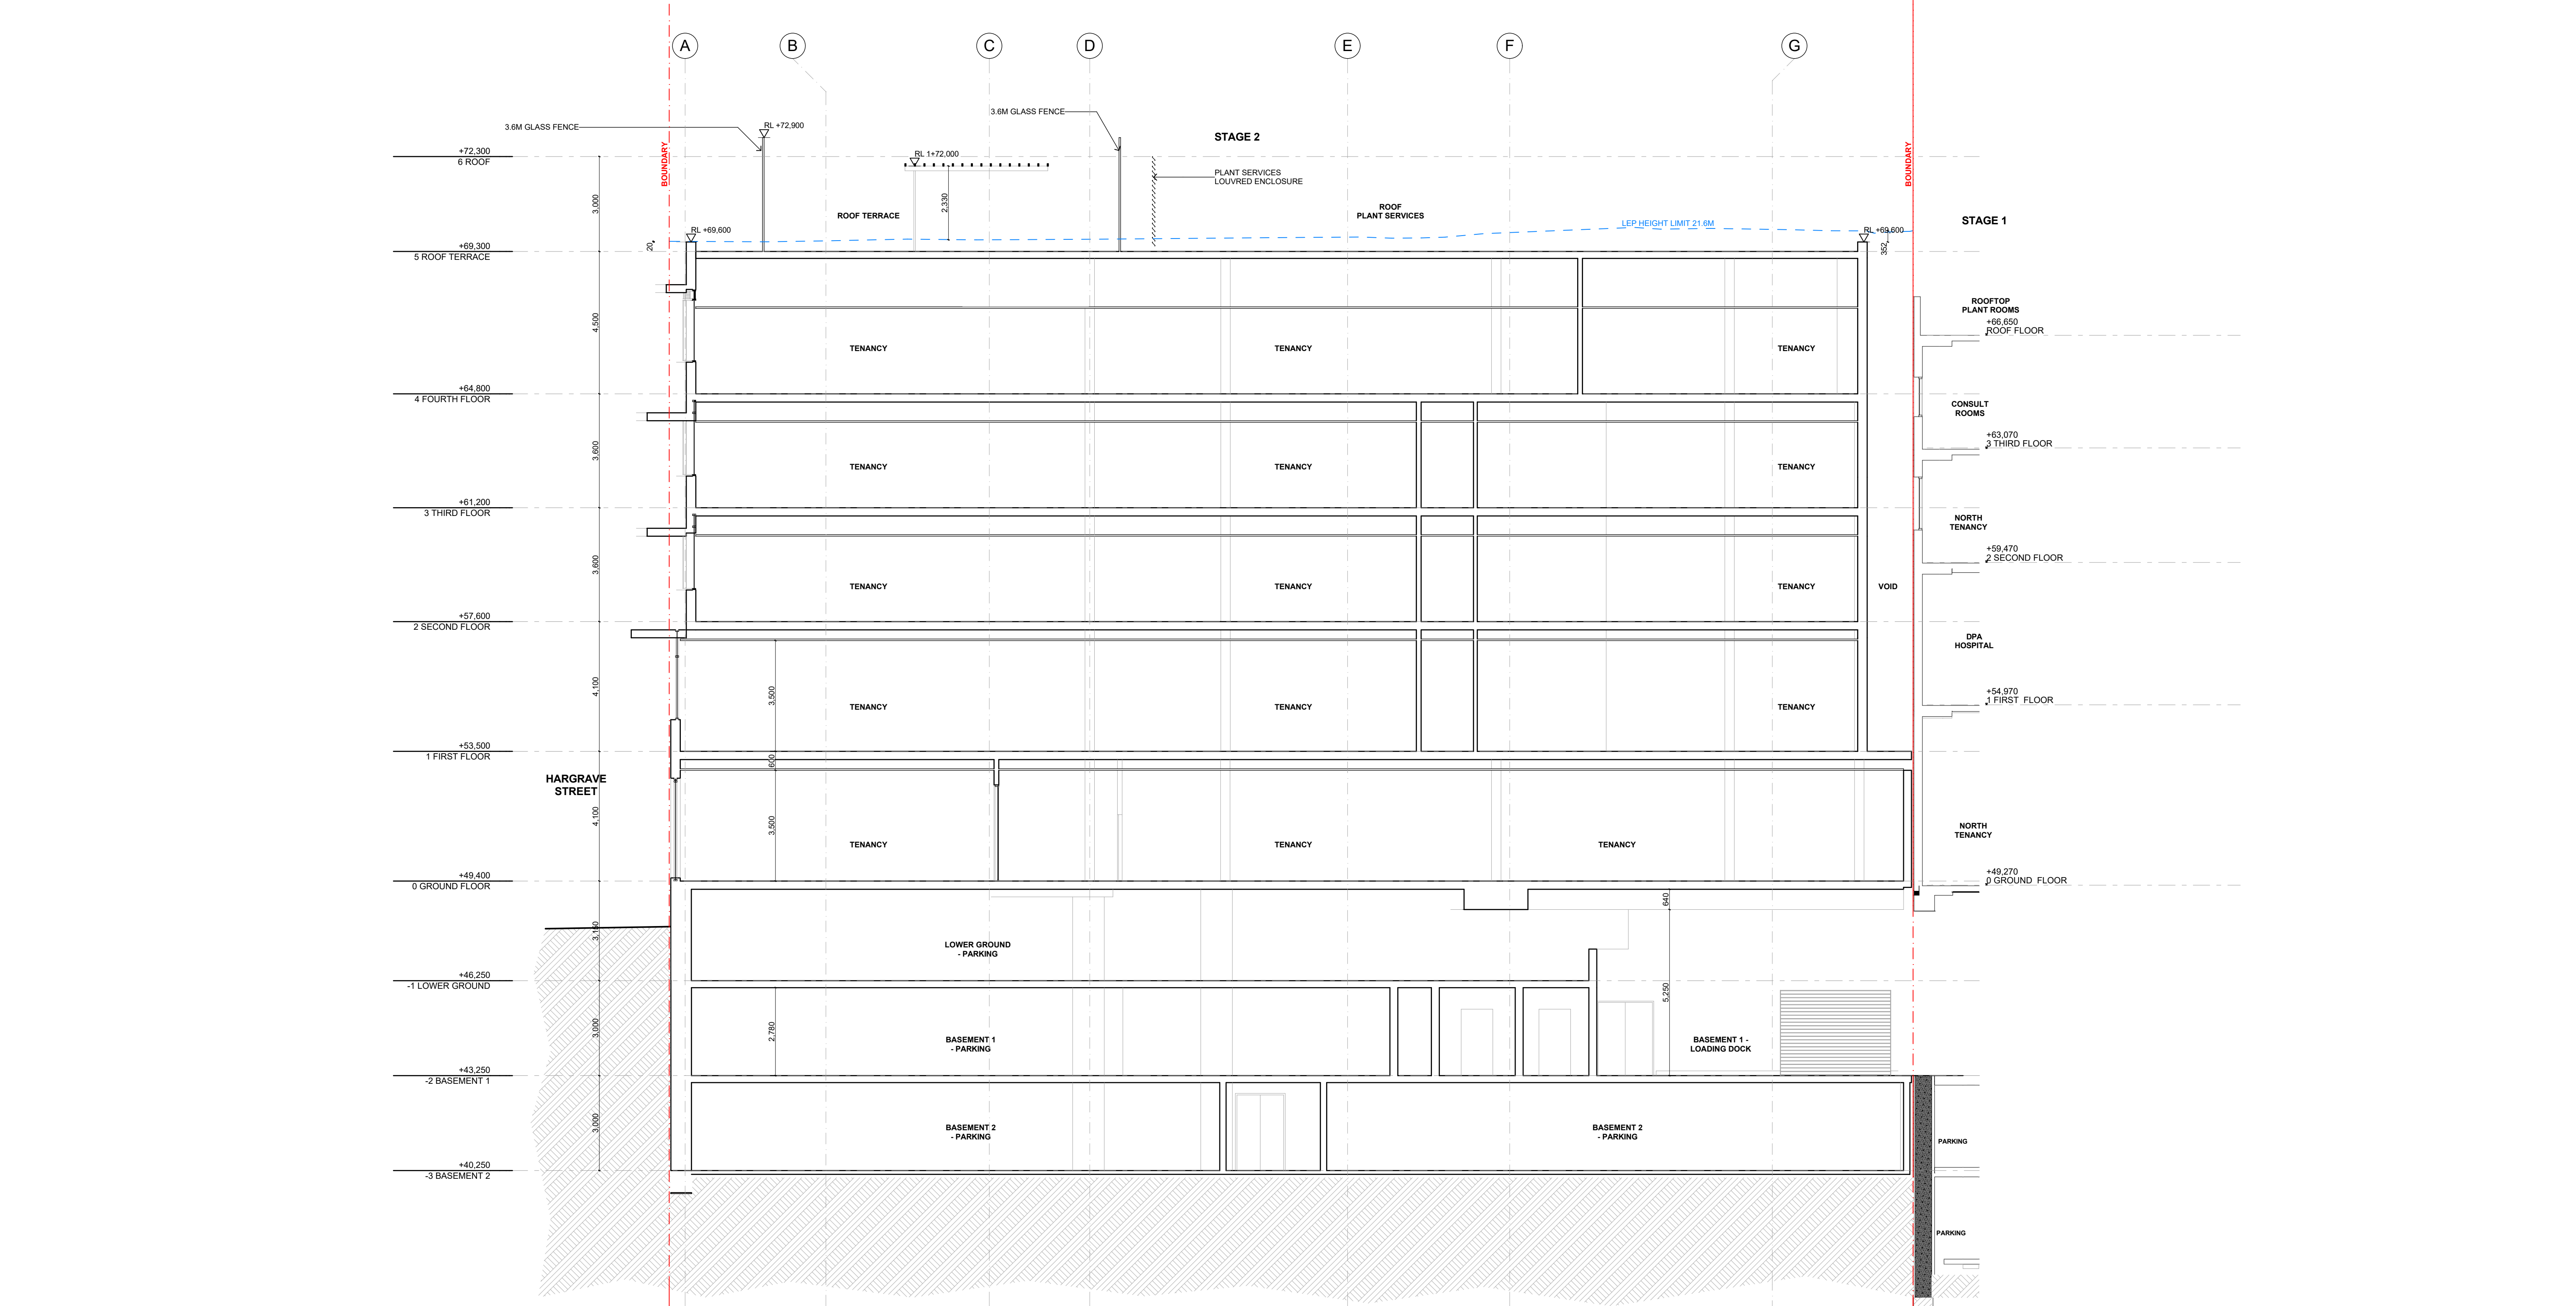 A
B
C
D
E
F
G
3.6M GLASS FENCE
3.6M GLASS FENCE
RL +72,900
STAGE 2
+72,300
6 ROOF
BOUNDARY
RL 1+72,000
PLANT SERVICES
LOUVRED ENCLOSURE
BOUNDARY
3,000
2,330
ROOF TERRACE
ROOF
PLANT SERVICES
LEP HEIGHT LIMIT 21.6M
STAGE 1
RL +69,600
RL +69,600
20
352
+69,300
5 ROOF TERRACE
ROOFTOP
PLANT ROOMS
+66,650
ROOF FLOOR
4,500
TENANCY
TENANCY
TENANCY
+64,800
4 FOURTH FLOOR
CONSULT
ROOMS
+63,070
3 THIRD FLOOR
3,600
TENANCY
TENANCY
TENANCY
+61,200
3 THIRD FLOOR
NORTH
TENANCY
+59,470
2 SECOND FLOOR
3,600
TENANCY
TENANCY
TENANCY
VOID
+57,600
2 SECOND FLOOR
DPA
HOSPITAL
+54,970
1 FIRST FLOOR
4,100
3,500
TENANCY
TENANCY
TENANCY
+53,500
1 FIRST FLOOR
600
HARGRAVE
STREET
4,100
3,500
TENANCY
TENANCY
TENANCY
NORTH
TENANCY
+49,400
0 GROUND FLOOR
+49,270
0 GROUND FLOOR
640
3,150
LOWER GROUND
- PARKING
+46,250
-1 LOWER GROUND
5,250
3,000
2,780
BASEMENT 1
- PARKING
BASEMENT 1 -
LOADING DOCK
+43,250
-2 BASEMENT 1
3,000
BASEMENT 2
- PARKING
BASEMENT 2
- PARKING
PARKING
+40,250
-3 BASEMENT 2
PARKING